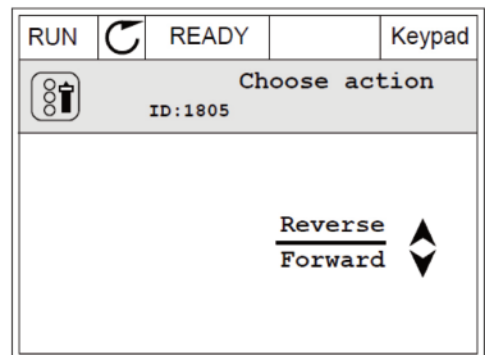 RUN READY Keypad
Choose action
ID:1805
Reverse
Forward